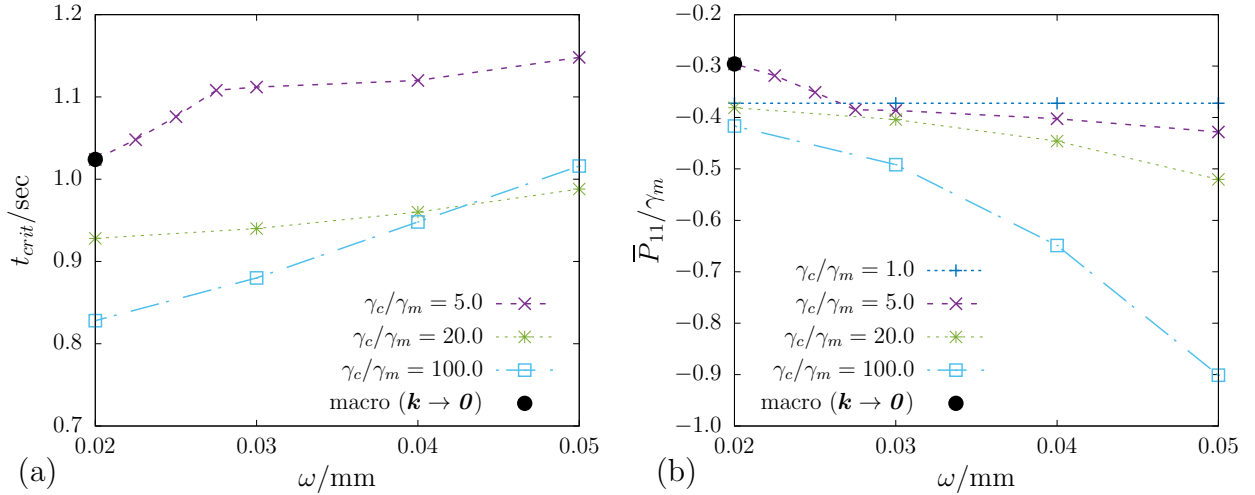 1.2
1.1
1.0
0.9
0.8
0.7
t_crit/sec
γ_c/γ_m = 5.0
γ_c/γ_m = 20.0
γ_c/γ_m = 100.0
macro (k → 0)
0.02 0.03 0.04 0.05
(a) ω/mm
−0.2
−0.3
−0.4
−0.5
−0.6
−0.7
−0.8
−0.9
−1.0
P̅_11/γ_m
γ_c/γ_m = 1.0
γ_c/γ_m = 5.0
γ_c/γ_m = 20.0
γ_c/γ_m = 100.0
macro (k → 0)
0.02 0.03 0.04 0.05
(b) ω/mm